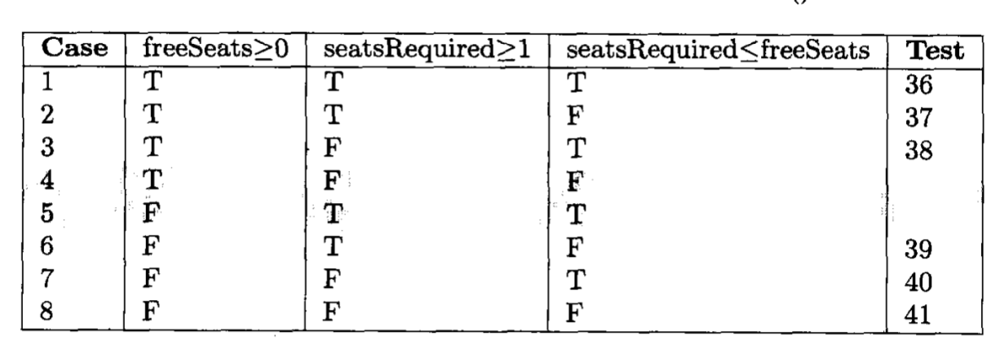 Case freeSeats≥0 seatsRequired≥1 seatsRequired≤freeSeats Test
1 T T T 36
2 T T F 37
3 T F T 38
4 T F F
5 F T T
6 F T F 39
7 F F T 40
8 F F F 41